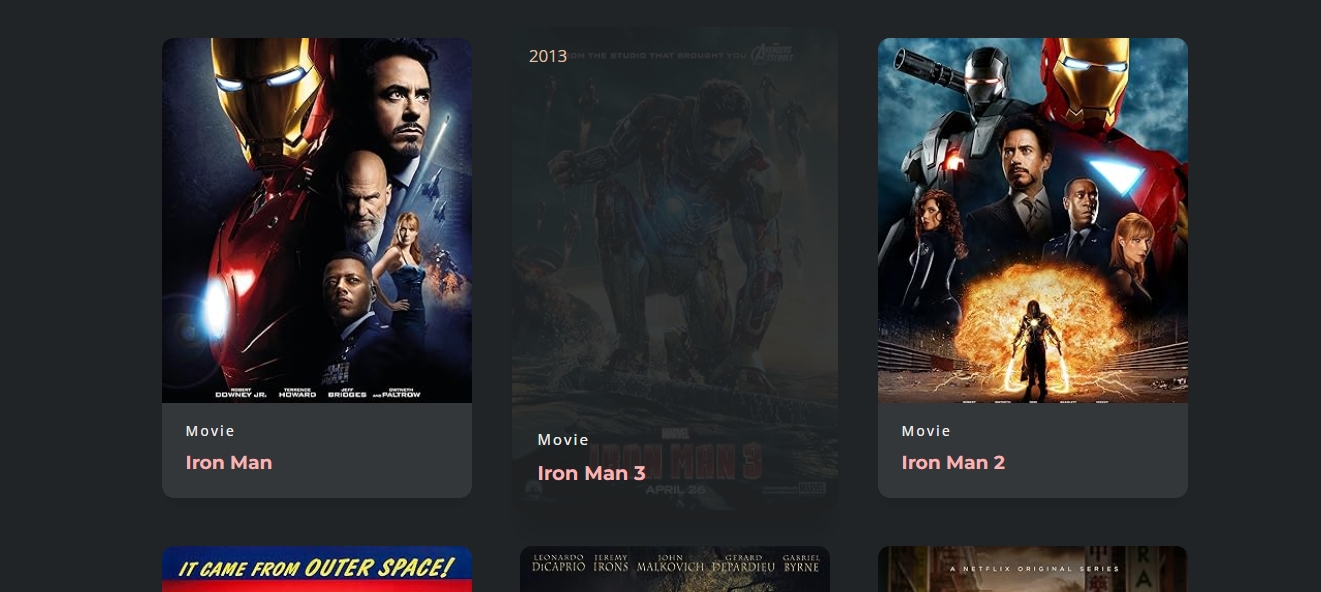 2013
FROM THE STUDIO THAT BROUGHT YOU
AVENGERS
ROBERT DOWNEY JR.
TERRENCE HOWARD
JEFF BRIDGES
AND GWYNETH PALTROW
Movie
Iron Man
MARVEL
IRON MAN 3
APRIL 26
Movie
Iron Man 3
Movie
Iron Man 2
IT CAME FROM OUTER SPACE!
LEONARDO DiCAPRIO
JEREMY IRONS
JOHN MALKOVICH
GERARD DEPARDIEU
GABRIEL BYRNE
A NETFLIX ORIGINAL SERIES